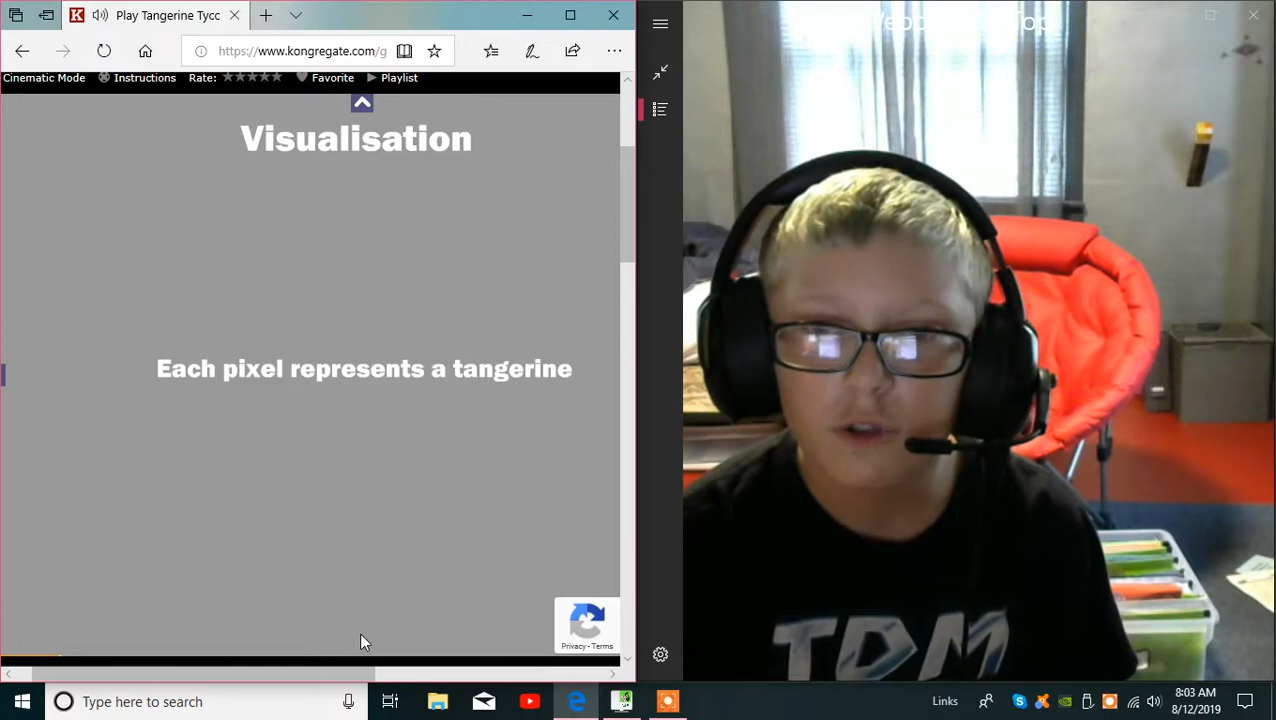 Play Tangerine Tycc
https://www.kongregate.com/g
Cinematic Mode
Instructions
Rate:
Favorite
Playlist
Visualisation
Each pixel represents a tangerine
Privacy - Terms
TDM
Type here to search
Links
8:03 AM
8/12/2019